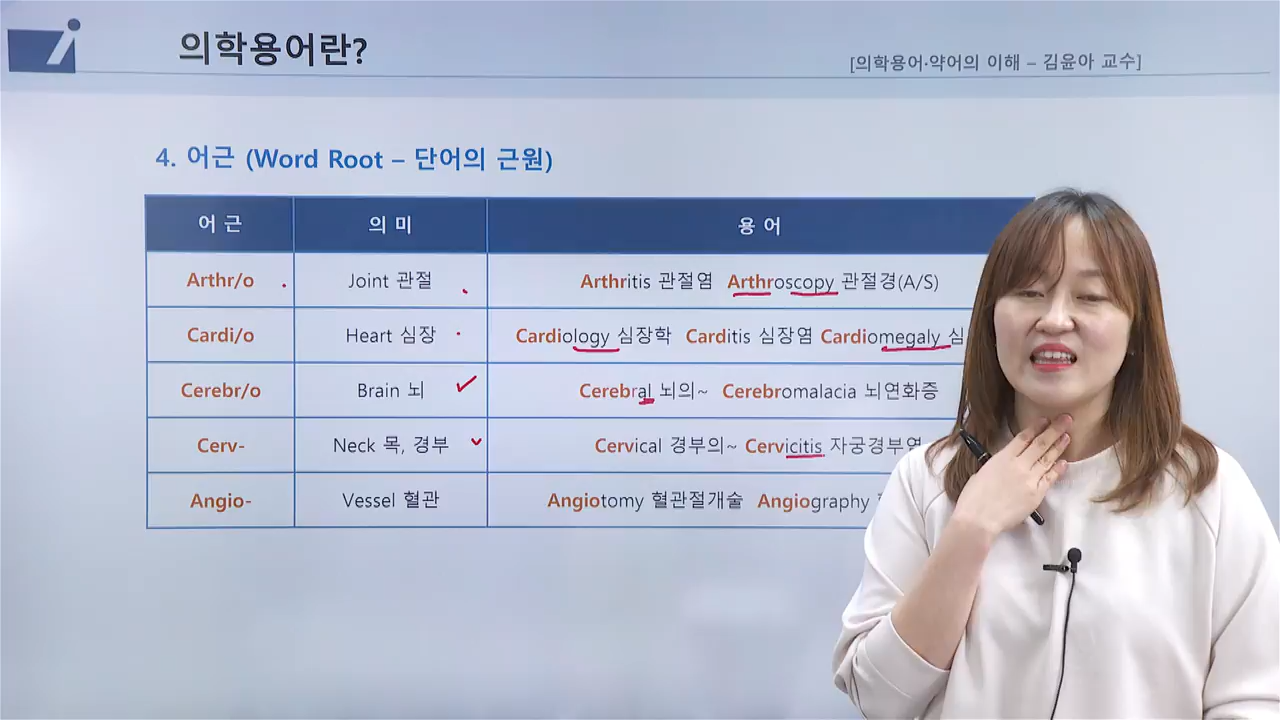 의학용어란?
[의학용어·약어의 이해 – 김윤아 교수]
4. 어근 (Word Root – 단어의 근원)
어 근 의 미 용 어
Arthr/o Joint 관절 Arthritis 관절염 Arthroscopy 관절경(A/S)
Cardi/o Heart 심장 Cardiology 심장학 Carditis 심장염 Cardiomegaly 심
Cerebr/o Brain 뇌 Cerebral 뇌의~ Cerebromalacia 뇌연화증
Cerv- Neck 목, 경부 Cervical 경부의~ Cervicitis 자궁경부염
Angio- Vessel 혈관 Angiotomy 혈관절개술 Angiography